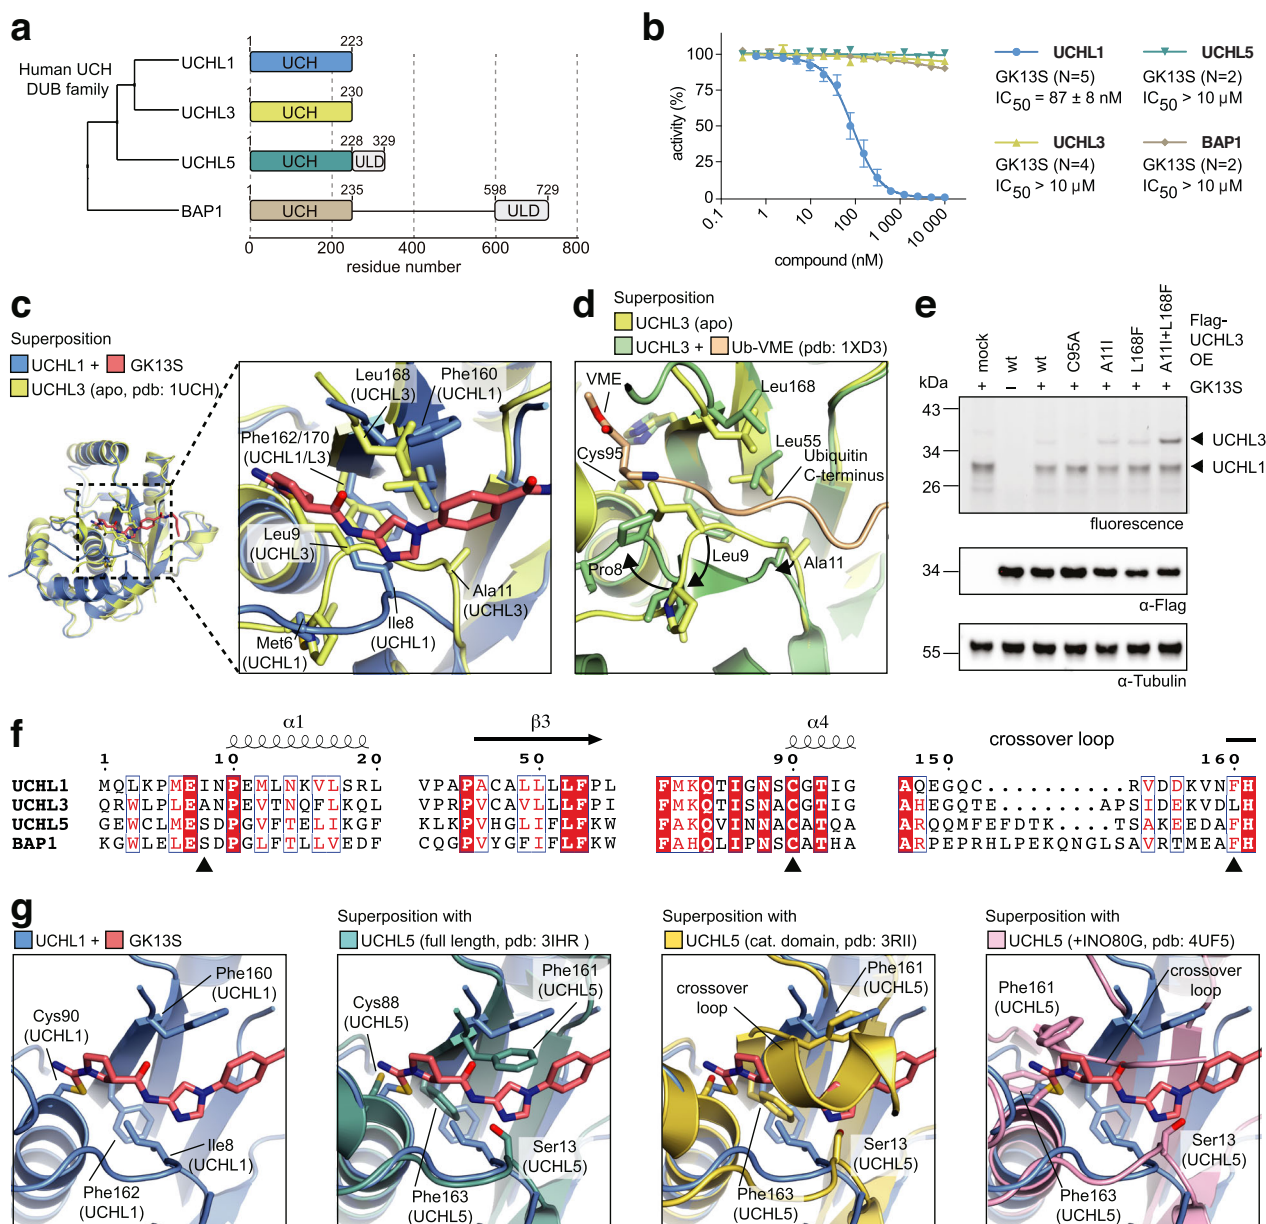 a
Human UCH
DUB family
UCHL1
UCHL3
UCHL5
BAP1
1 223
UCH
1 230
UCH
1 228 329
UCH ULD
1 235 598 729
UCH ULD
0 200 400 600 800
residue number
b
activity (%)
100
75
50
25
0
0.1 1 10 100 1 000 10 000
compound (nM)
UCHL1
GK13S (N=5)
IC50 = 87 ± 8 nM
UCHL5
GK13S (N=2)
IC50 > 10 µM
UCHL3
GK13S (N=4)
IC50 > 10 µM
BAP1
GK13S (N=2)
IC50 > 10 µM
c
Superposition
UCHL1 + GK13S
UCHL3 (apo, pdb: 1UCH)
Leu168
(UCHL3)
Phe160
(UCHL1)
Phe162/170
(UCHL1/L3)
Leu9
(UCHL3)
Ala11
(UCHL3)
Met6
(UCHL1)
Ile8
(UCHL1)
d
Superposition
UCHL3 (apo)
UCHL3 + Ub-VME (pdb: 1XD3)
VME
Leu168
Cys95
Leu55
Ubiquitin
C-terminus
Pro8
Leu9
Ala11
e
mock wt wt C95A A11I L168F A11I+L168F
Flag-
UCHL3
OE
+ – + + + + + GK13S
kDa
43
34
26
UCHL3
UCHL1
fluorescence
34
α-Flag
55
α-Tubulin
f
α1 β3 α4 crossover loop
1 10 20 50 90 150 160
UCHL1 MQLKPMEINPEMLNKVLSRL VPAPACALLLLFPL FMKQTIGNSCGTIG AQEGQC..........RVDDKVNFH
UCHL3 QRWLPLEANPEVTNQFLKQL VPRPVCAVLLLFPI FMKQTISNACGTIG AHEGQTE........APSIDEKVDLH
UCHL5 GEWCLMESDPGVFTELIKGF KLKPVHGLIFLFKW FAKQVINNACATQA ARQQMFEFDTK....TSAKEEDAFH
BAP1 KGWLELESDPGLFTLLVEDF CQGPVYGFIFLFKW FAHQLIPNSCATHA ARPEPRHLPEKQNGLSAVRTMEAFH
g
UCHL1 + GK13S
Cys90
(UCHL1)
Phe160
(UCHL1)
Ile8
(UCHL1)
Phe162
(UCHL1)
Superposition with
UCHL5 (full length, pdb: 3IHR )
Phe161
(UCHL5)
Cys88
(UCHL5)
Ser13
(UCHL5)
Phe163
(UCHL5)
Superposition with
UCHL5 (cat. domain, pdb: 3RII)
Phe161
(UCHL5)
crossover
loop
Ser13
(UCHL5)
Phe163
(UCHL5)
Superposition with
UCHL5 (+INO80G, pdb: 4UF5)
Phe161
(UCHL5)
crossover
loop
Ser13
(UCHL5)
Phe163
(UCHL5)